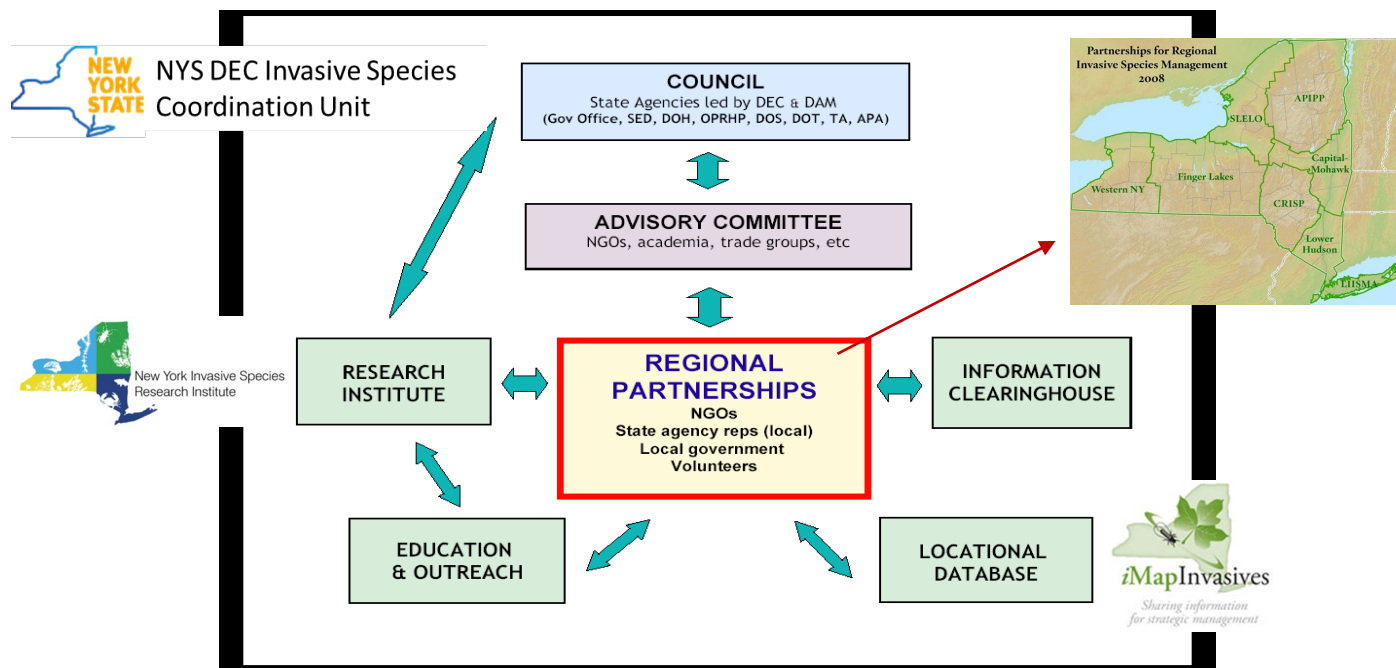 NEW
YORK
STATE
NYS DEC Invasive Species
Coordination Unit
COUNCIL
State Agencies led by DEC & DAM
(Gov Office, SED, DOH, OPRHP, DOS, DOT, TA, APA)
Partnerships for Regional
Invasive Species Management
2008
APIPP
SLELO
Capital-
Mohawk
Western NY
Finger Lakes
CRISP
Lower
Hudson
LIISMA
ADVISORY COMMITTEE
NGOs, academia, trade groups, etc
New York Invasive Species
Research Institute
RESEARCH
INSTITUTE
REGIONAL
PARTNERSHIPS
NGOs
State agency reps (local)
Local government
Volunteers
INFORMATION
CLEARINGHOUSE
EDUCATION
& OUTREACH
LOCATIONAL
DATABASE
iMapInvasives
Sharing information
for strategic management